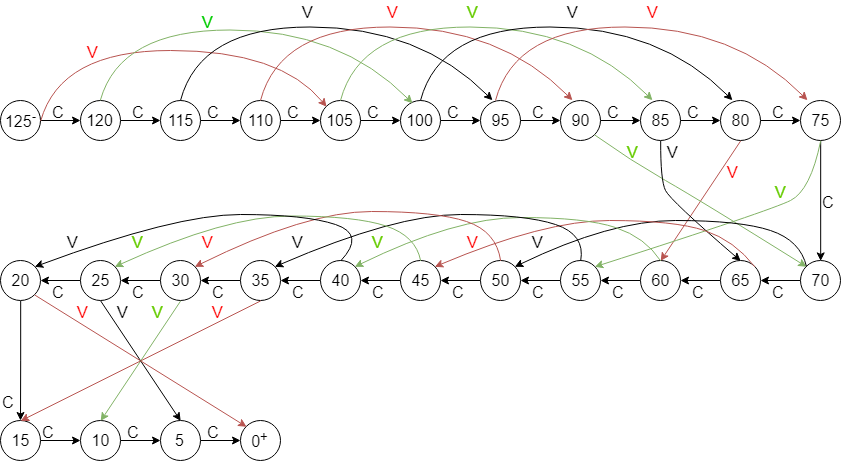 V V V V V V
V
C C C C C C C C C C
125- 120 115 110 105 100 95 90 85 80 75
V V
V
V
C
V V V V V V V
20 25 30 35 40 45 50 55 60 65 70
C C C C C C C C C C
V V V V
C
15 C 10 C 5 C 0+